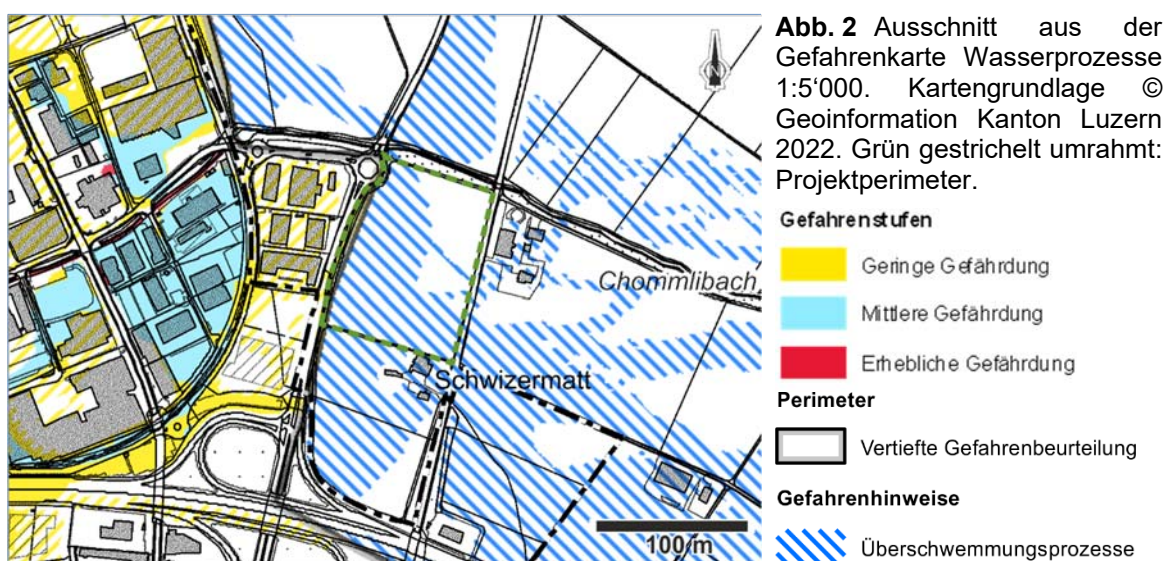 Abb. 2 Ausschnitt aus der
Gefahrenkarte Wasserprozesse
1:5‘000. Kartengrundlage ©
Geoinformation Kanton Luzern
2022. Grün gestrichelt umrahmt:
Projektperimeter.
Gefahrenstufen
Geringe Gefährdung
Mittlere Gefährdung
Erhebliche Gefährdung
Perimeter
Vertiefte Gefahrenbeurteilung
Gefahrenhinweise
Überschwemmungsprozesse
Chommlibach
Schwizermatt
100 m